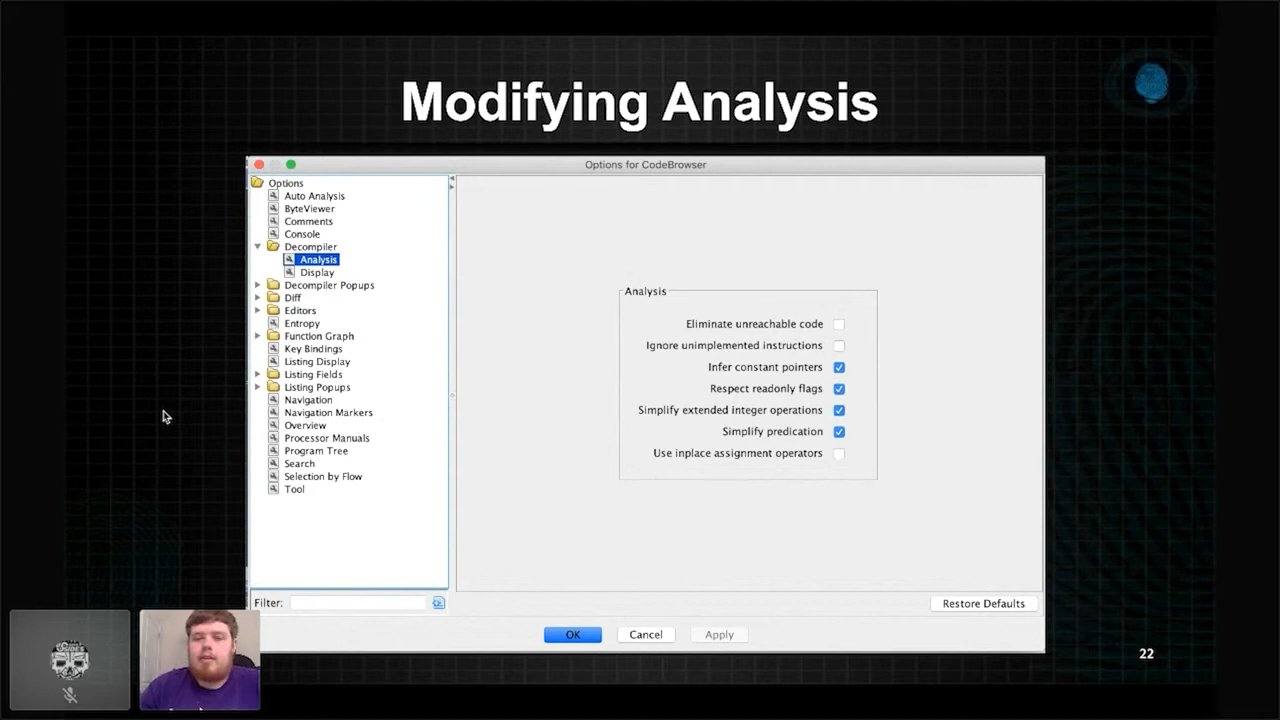 Modifying Analysis
Options for CodeBrowser
Options
Auto Analysis
ByteViewer
Comments
Console
Decompiler
Analysis
Display
Decompiler Popups
Diff
Editors
Entropy
Function Graph
Key Bindings
Listing Display
Listing Fields
Listing Popups
Navigation
Navigation Markers
Overview
Processor Manuals
Program Tree
Search
Selection by Flow
Tool
Filter:
Analysis
Eliminate unreachable code
Ignore unimplemented instructions
Infer constant pointers
Respect readonly flags
Simplify extended integer operations
Simplify predication
Use inplace assignment operators
Restore Defaults
OK
Cancel
Apply
22